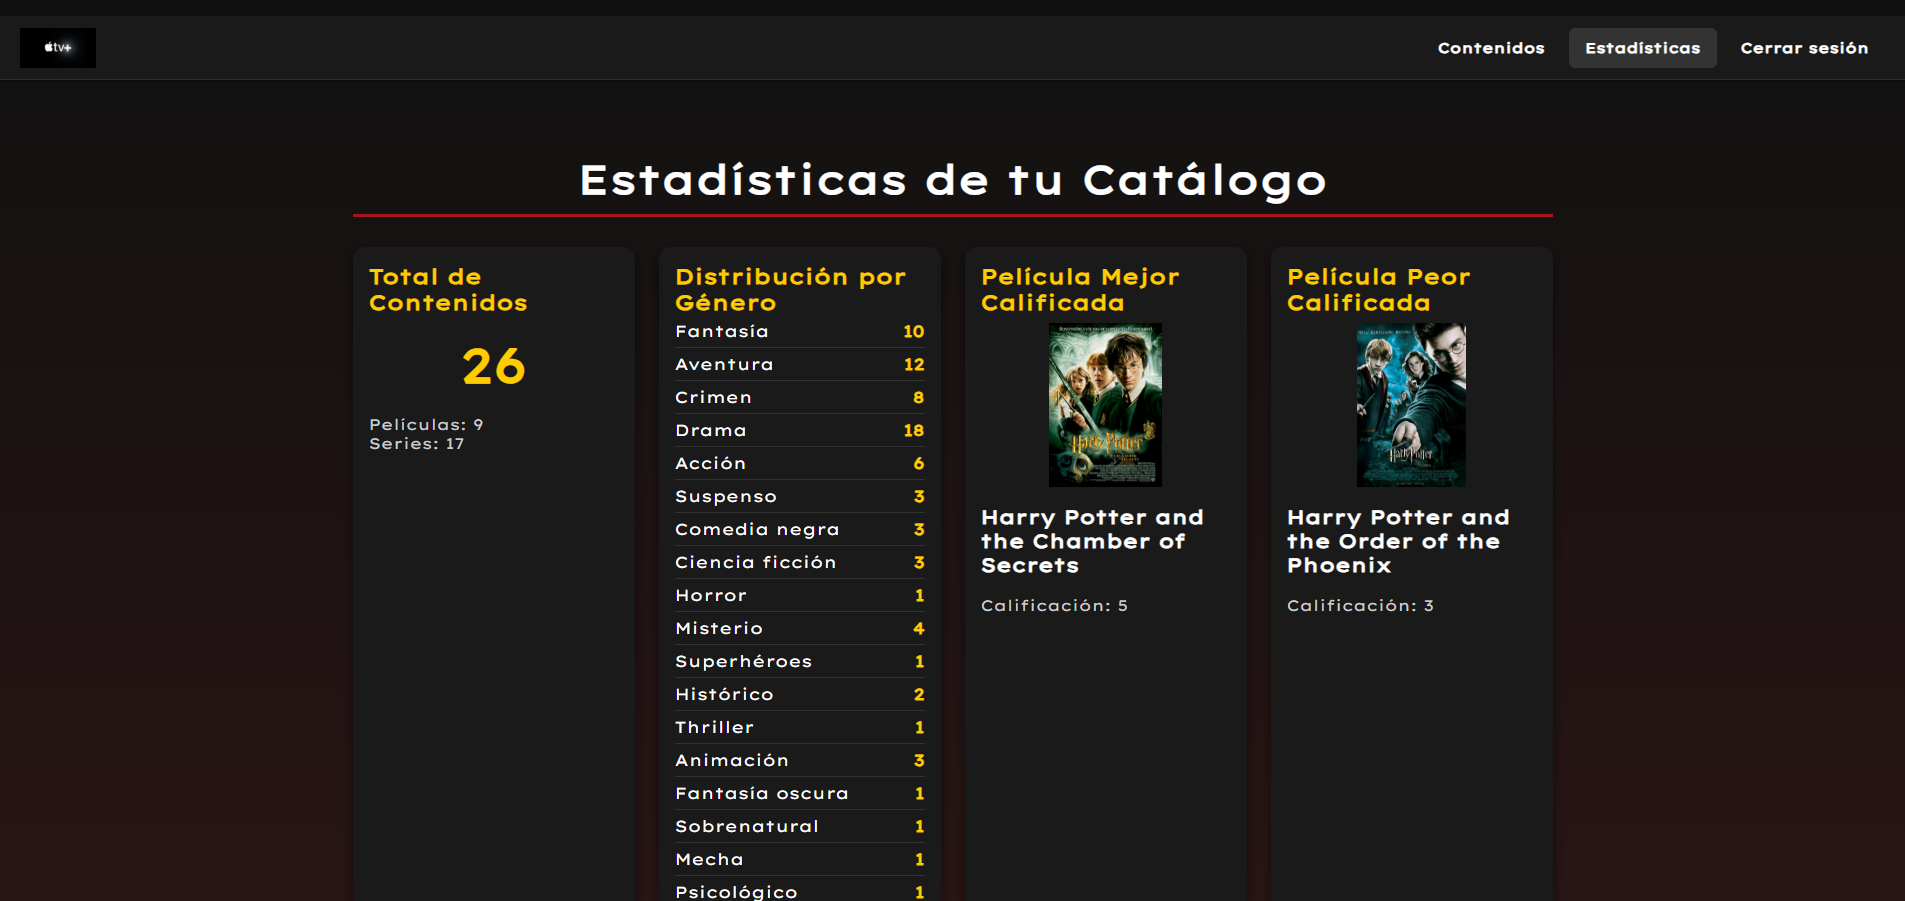 tv+
Contenidos
Estadísticas
Cerrar sesión
Estadísticas de tu Catálogo
Total de
Contenidos
26
Películas: 9
Series: 17
Distribución por
Género
Fantasía 10
Aventura 12
Crimen 8
Drama 18
Acción 6
Suspenso 3
Comedia negra 3
Ciencia ficción 3
Horror 1
Misterio 4
Superhéroes 1
Histórico 2
Thriller 1
Animación 3
Fantasía oscura 1
Sobrenatural 1
Mecha 1
Psicológico 1
Película Mejor
Calificada
Harry Potter
Harry Potter and
the Chamber of
Secrets
Calificación: 5
Película Peor
Calificada
Harry Potter
Harry Potter and
the Order of the
Phoenix
Calificación: 3